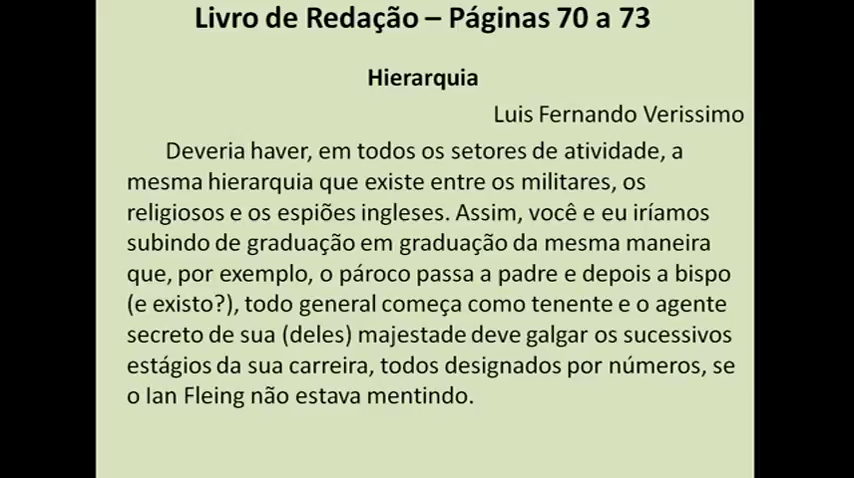 Livro de Redação – Páginas 70 a 73
Hierarquia
Luis Fernando Verissimo
Deveria haver, em todos os setores de atividade, a
mesma hierarquia que existe entre os militares, os
religiosos e os espiões ingleses. Assim, você e eu iríamos
subindo de graduação em graduação da mesma maneira
que, por exemplo, o pároco passa a padre e depois a bispo
(e existo?), todo general começa como tenente e o agente
secreto de sua (deles) majestade deve galgar os sucessivos
estágios da sua carreira, todos designados por números, se
o Ian Fleing não estava mentindo.